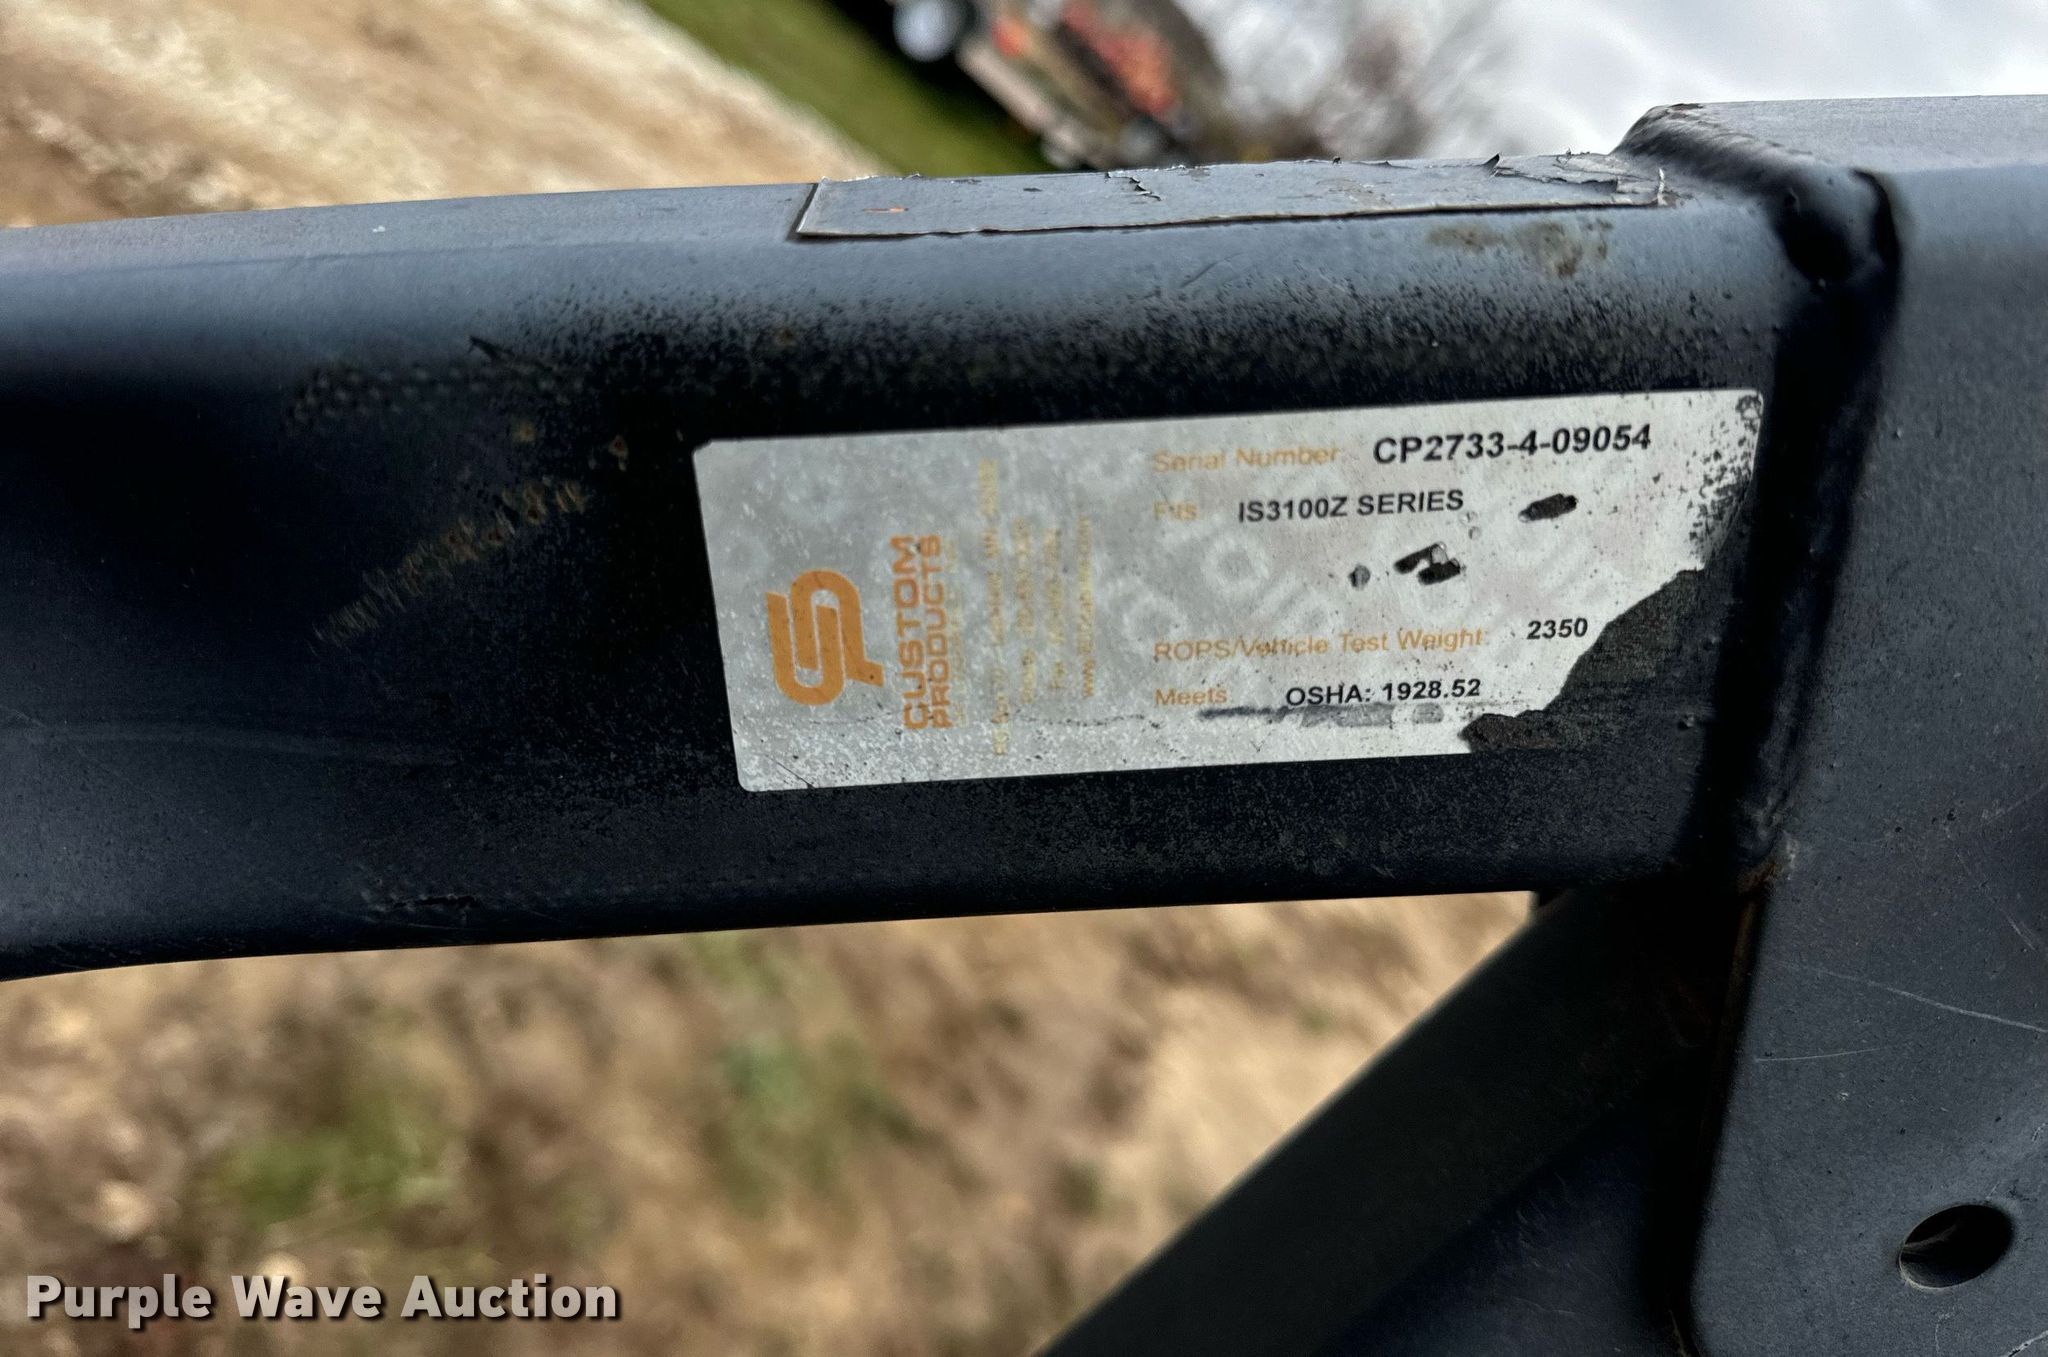 CUSTOM
PRODUCTS
Serial Number: CP2733-4-09054
Fits: IS3100Z SERIES
ROPS/Vehicle Test Weight: 2350
Meets: OSHA: 1928.52
Purple Wave Auction